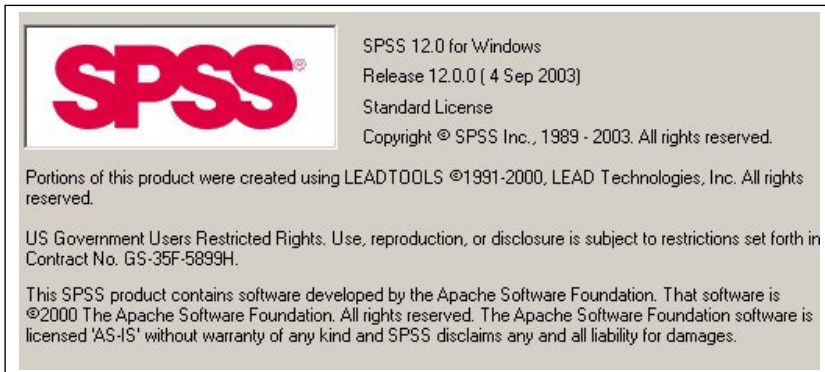 SPSS®
SPSS 12.0 for Windows
Release 12.0.0 ( 4 Sep 2003)
Standard License
Copyright © SPSS Inc., 1989 - 2003. All rights reserved.
Portions of this product were created using LEADTOOLS ©1991-2000, LEAD Technologies, Inc. All rights
reserved.
US Government Users Restricted Rights. Use, reproduction, or disclosure is subject to restrictions set forth in
Contract No. GS-35F-5899H.
This SPSS product contains software developed by the Apache Software Foundation. That software is
©2000 The Apache Software Foundation. All rights reserved. The Apache Software Foundation software is
licensed 'AS-IS' without warranty of any kind and SPSS disclaims any and all liability for damages.